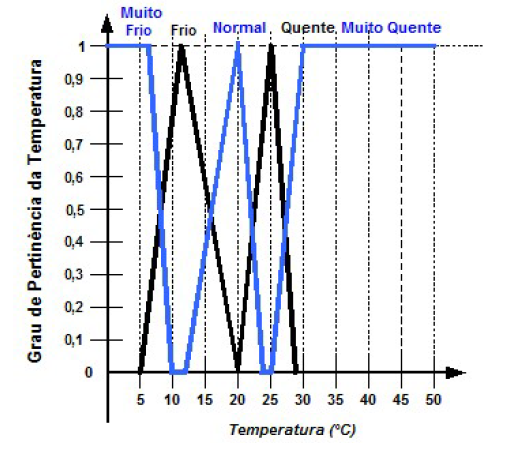 Muito
Frio Frio Normal Quente Muito Quente
1
0,9
0,8
0,7
0,6
0,5
0,4
0,3
0,2
0,1
0
Grau de Pertinência da Temperatura
5 10 15 20 25 30 35 40 45 50
Temperatura (ºC)